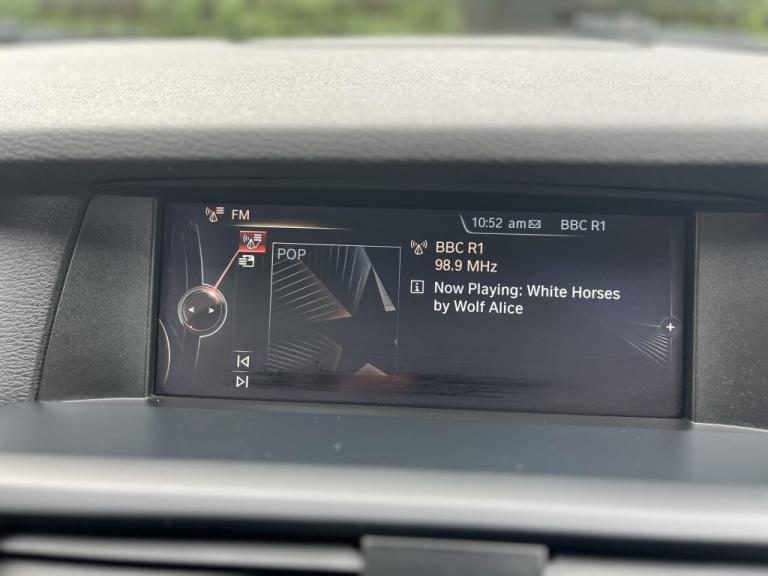 FM
10:52 am BBC R1
POP
BBC R1
98.9 MHz
Now Playing: White Horses
by Wolf Alice